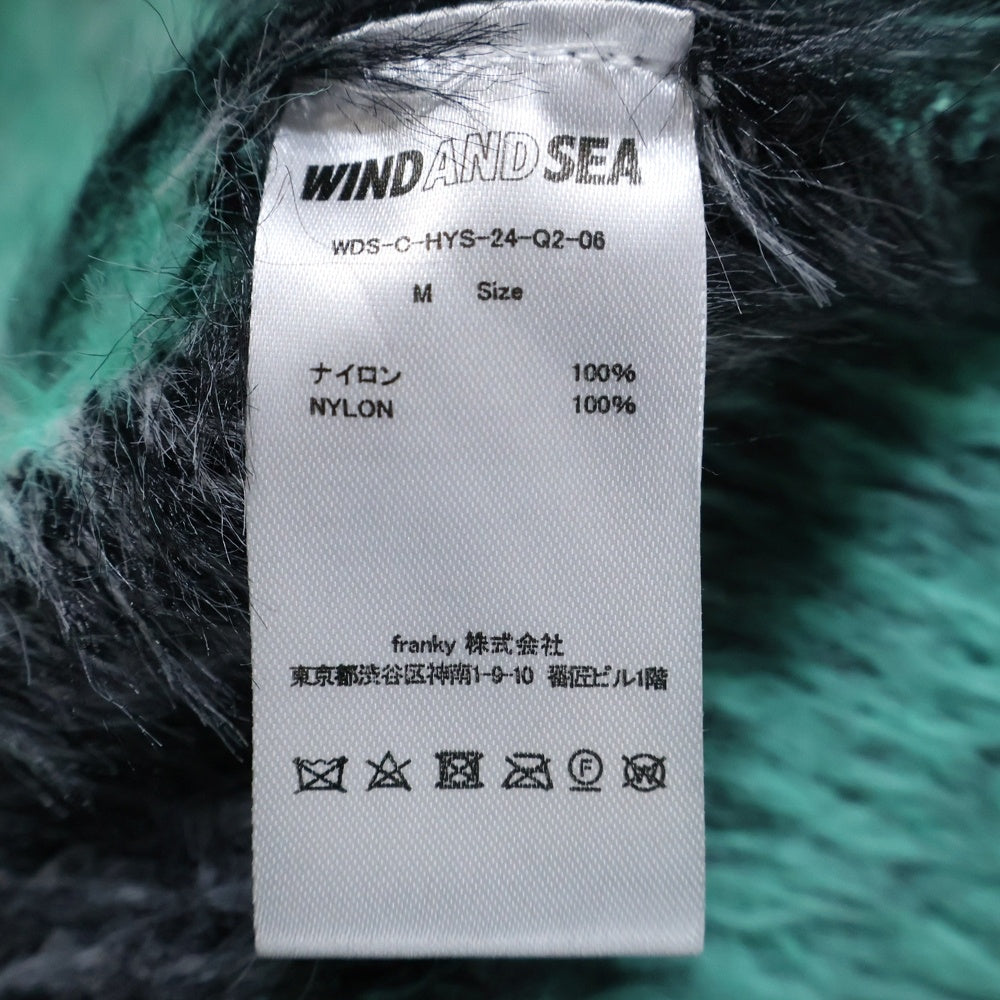 WIND AND SEA
WDS-C-HYS-24-Q2-06
M Size
ナイロン 100%
NYLON 100%
franky 株式会社
東京都渋谷区神南1-9-10 番匠ビル1階
F W